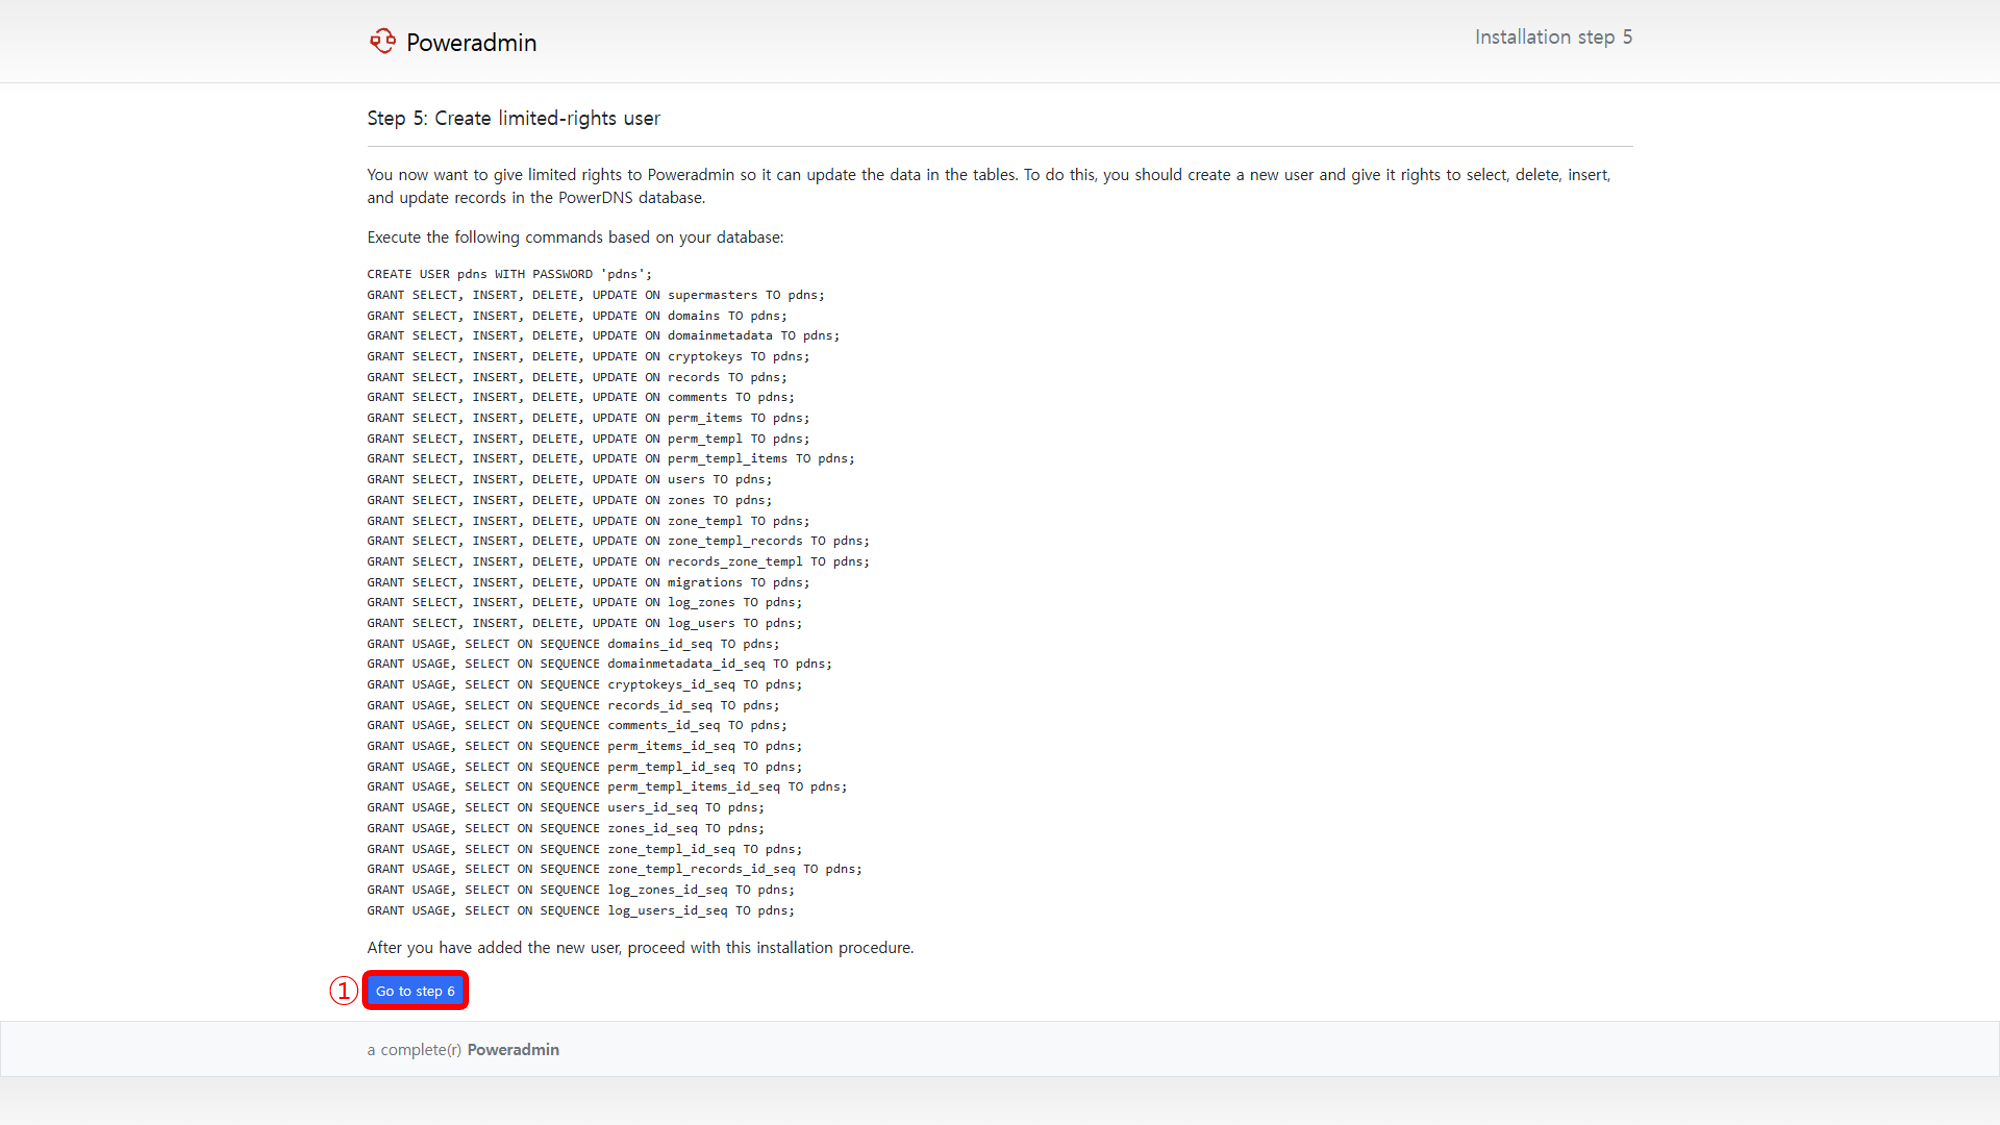 Poweradmin
Installation step 5
Step 5: Create limited-rights user
You now want to give limited rights to Poweradmin so it can update the data in the tables. To do this, you should create a new user and give it rights to select, delete, insert,
and update records in the PowerDNS database.
Execute the following commands based on your database:
CREATE USER pdns WITH PASSWORD 'pdns';
GRANT SELECT, INSERT, DELETE, UPDATE ON supermasters TO pdns;
GRANT SELECT, INSERT, DELETE, UPDATE ON domains TO pdns;
GRANT SELECT, INSERT, DELETE, UPDATE ON domainmetadata TO pdns;
GRANT SELECT, INSERT, DELETE, UPDATE ON cryptokeys TO pdns;
GRANT SELECT, INSERT, DELETE, UPDATE ON records TO pdns;
GRANT SELECT, INSERT, DELETE, UPDATE ON comments TO pdns;
GRANT SELECT, INSERT, DELETE, UPDATE ON perm_items TO pdns;
GRANT SELECT, INSERT, DELETE, UPDATE ON perm_templ TO pdns;
GRANT SELECT, INSERT, DELETE, UPDATE ON perm_templ_items TO pdns;
GRANT SELECT, INSERT, DELETE, UPDATE ON users TO pdns;
GRANT SELECT, INSERT, DELETE, UPDATE ON zones TO pdns;
GRANT SELECT, INSERT, DELETE, UPDATE ON zone_templ TO pdns;
GRANT SELECT, INSERT, DELETE, UPDATE ON zone_templ_records TO pdns;
GRANT SELECT, INSERT, DELETE, UPDATE ON records_zone_templ TO pdns;
GRANT SELECT, INSERT, DELETE, UPDATE ON migrations TO pdns;
GRANT SELECT, INSERT, DELETE, UPDATE ON log_zones TO pdns;
GRANT SELECT, INSERT, DELETE, UPDATE ON log_users TO pdns;
GRANT USAGE, SELECT ON SEQUENCE domains_id_seq TO pdns;
GRANT USAGE, SELECT ON SEQUENCE domainmetadata_id_seq TO pdns;
GRANT USAGE, SELECT ON SEQUENCE cryptokeys_id_seq TO pdns;
GRANT USAGE, SELECT ON SEQUENCE records_id_seq TO pdns;
GRANT USAGE, SELECT ON SEQUENCE comments_id_seq TO pdns;
GRANT USAGE, SELECT ON SEQUENCE perm_items_id_seq TO pdns;
GRANT USAGE, SELECT ON SEQUENCE perm_templ_id_seq TO pdns;
GRANT USAGE, SELECT ON SEQUENCE perm_templ_items_id_seq TO pdns;
GRANT USAGE, SELECT ON SEQUENCE users_id_seq TO pdns;
GRANT USAGE, SELECT ON SEQUENCE zones_id_seq TO pdns;
GRANT USAGE, SELECT ON SEQUENCE zone_templ_id_seq TO pdns;
GRANT USAGE, SELECT ON SEQUENCE zone_templ_records_id_seq TO pdns;
GRANT USAGE, SELECT ON SEQUENCE log_zones_id_seq TO pdns;
GRANT USAGE, SELECT ON SEQUENCE log_users_id_seq TO pdns;
After you have added the new user, proceed with this installation procedure.
① Go to step 6
a complete(r) Poweradmin